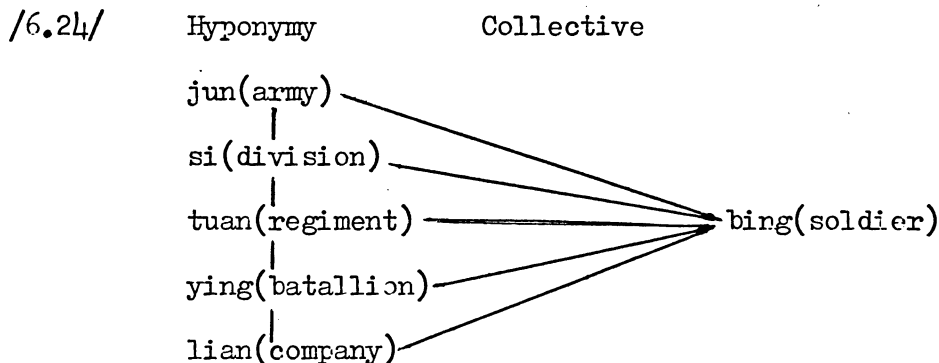 /6.24/ Hyponymy Collective
jun(army)
si(division)
tuan(regiment) bing(soldier)
ying(batallion)
lian(company)